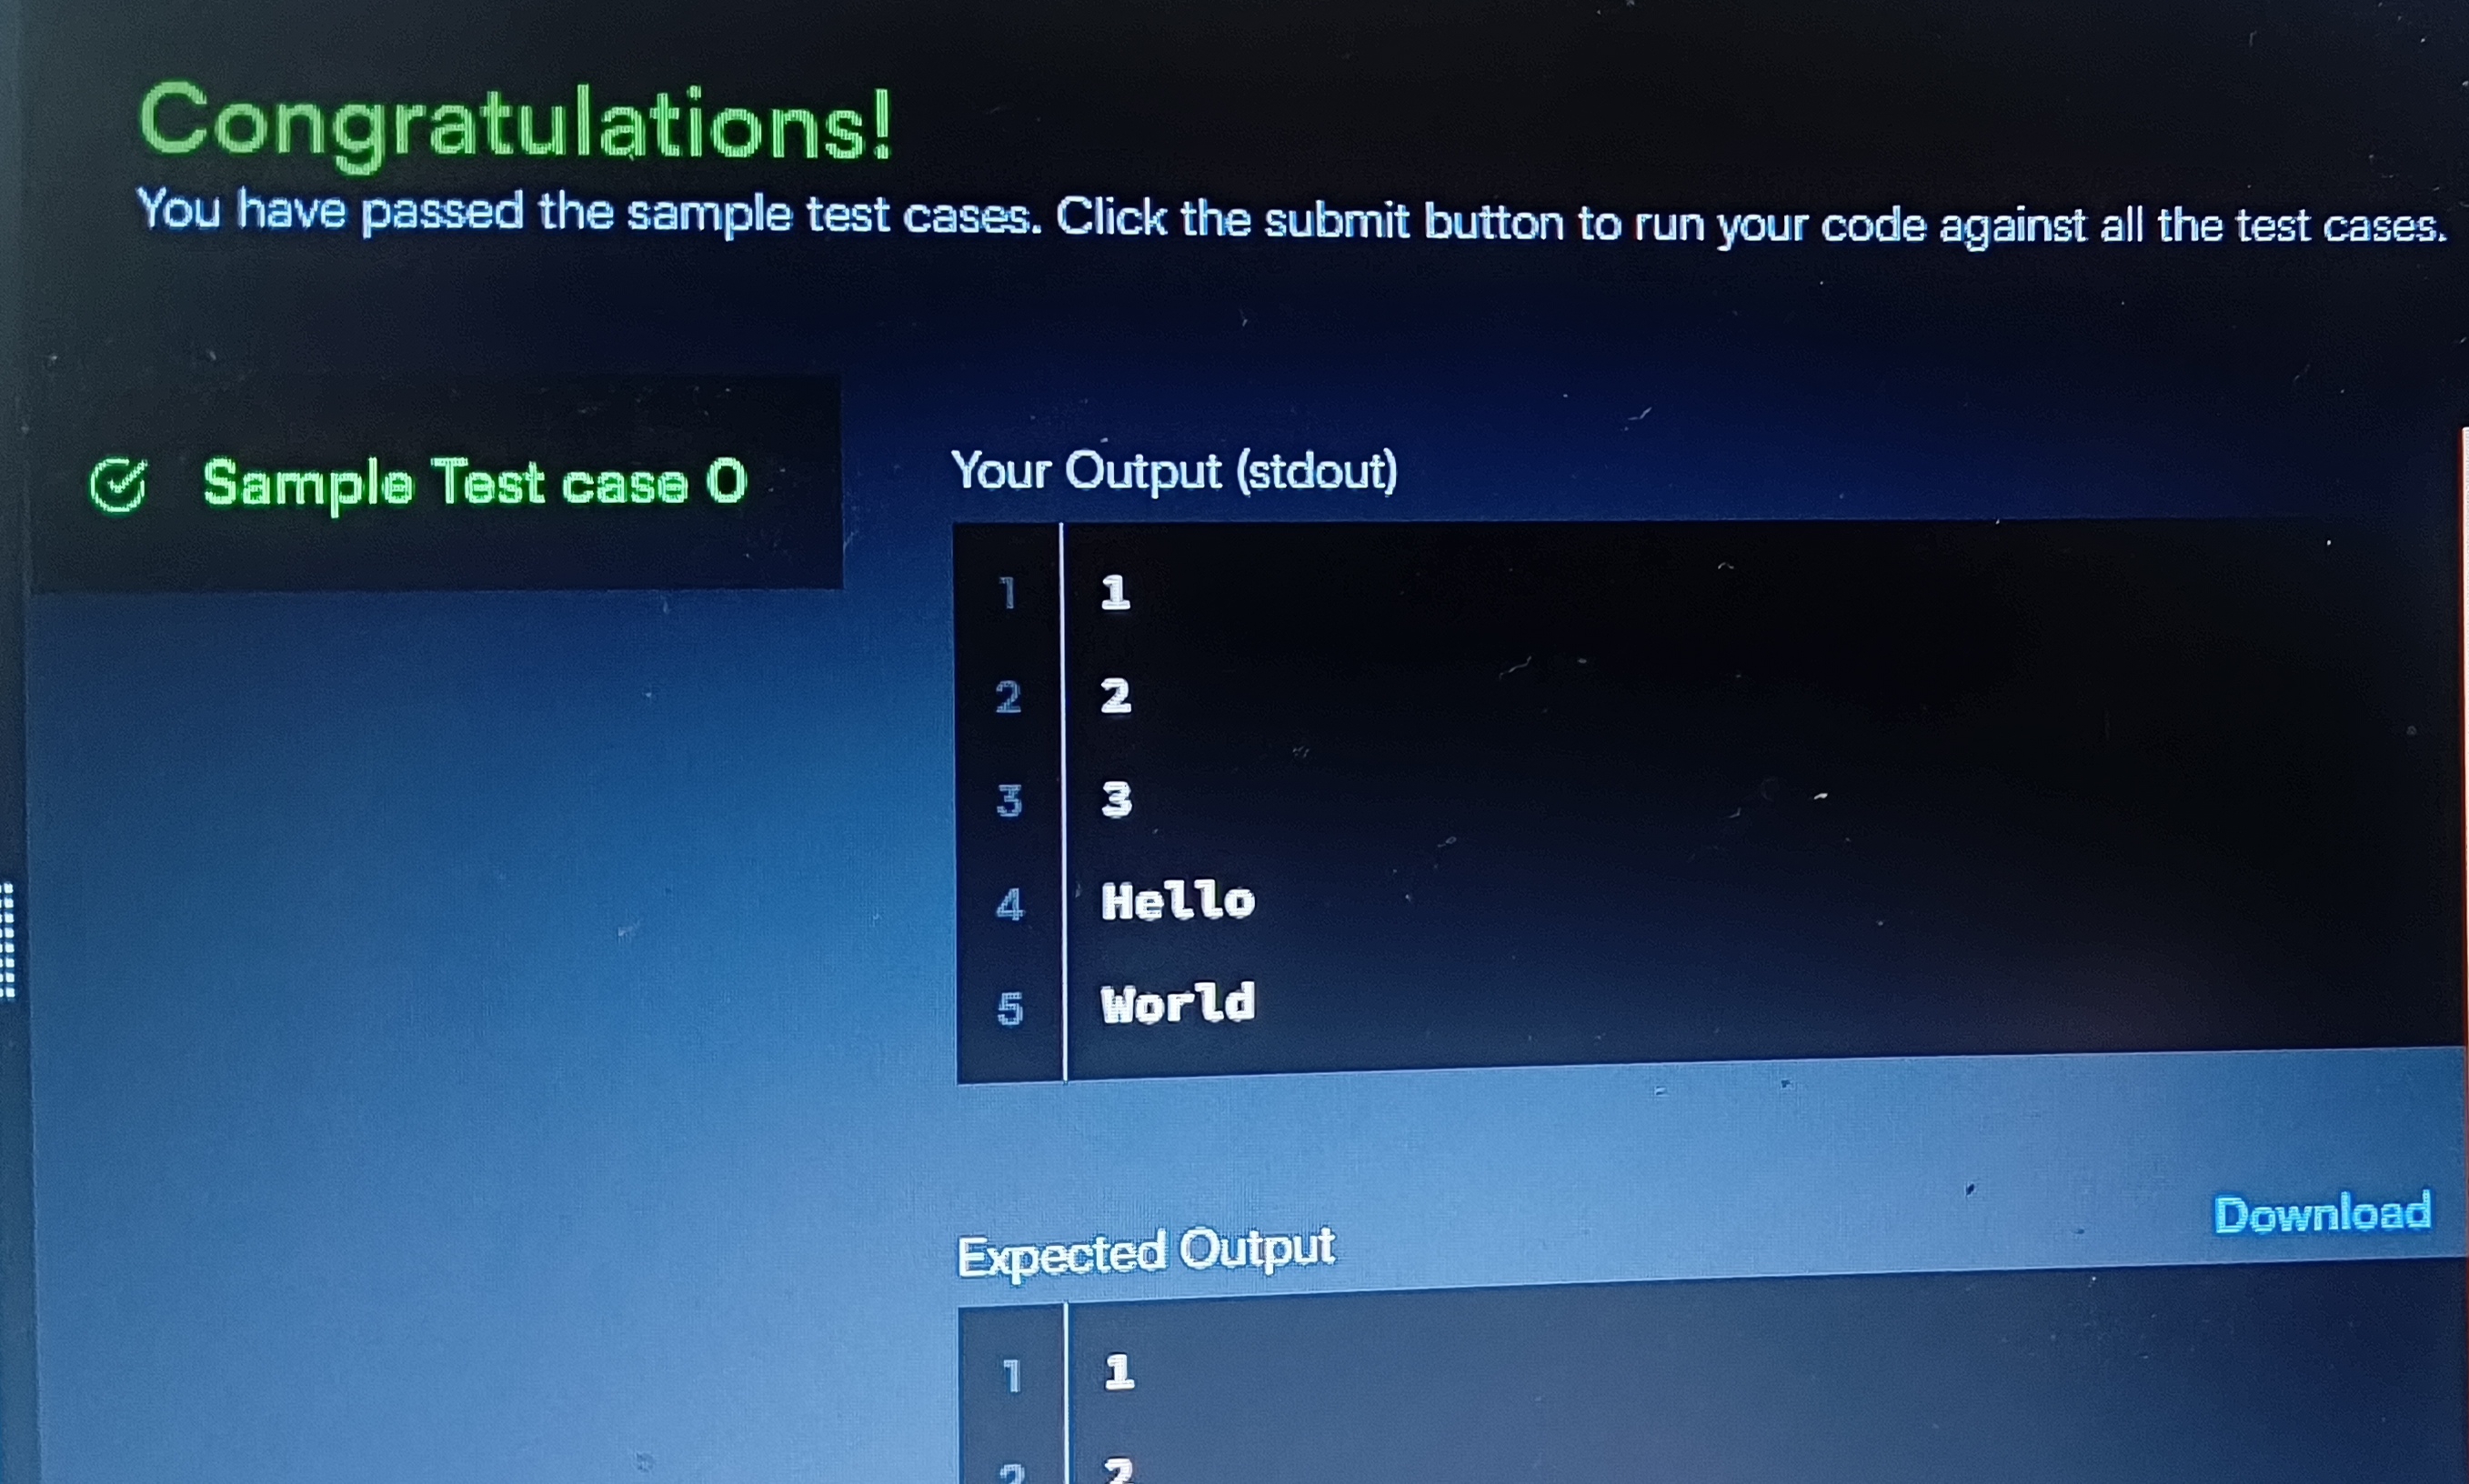 Congratulations!
You have passed the sample test cases. Click the submit button to run your code against all the test cases.
Sample Test case 0
Your Output (stdout)
1 1
2 2
3 3
4 Hello
5 World
Expected Output
Download
1 1
2 2